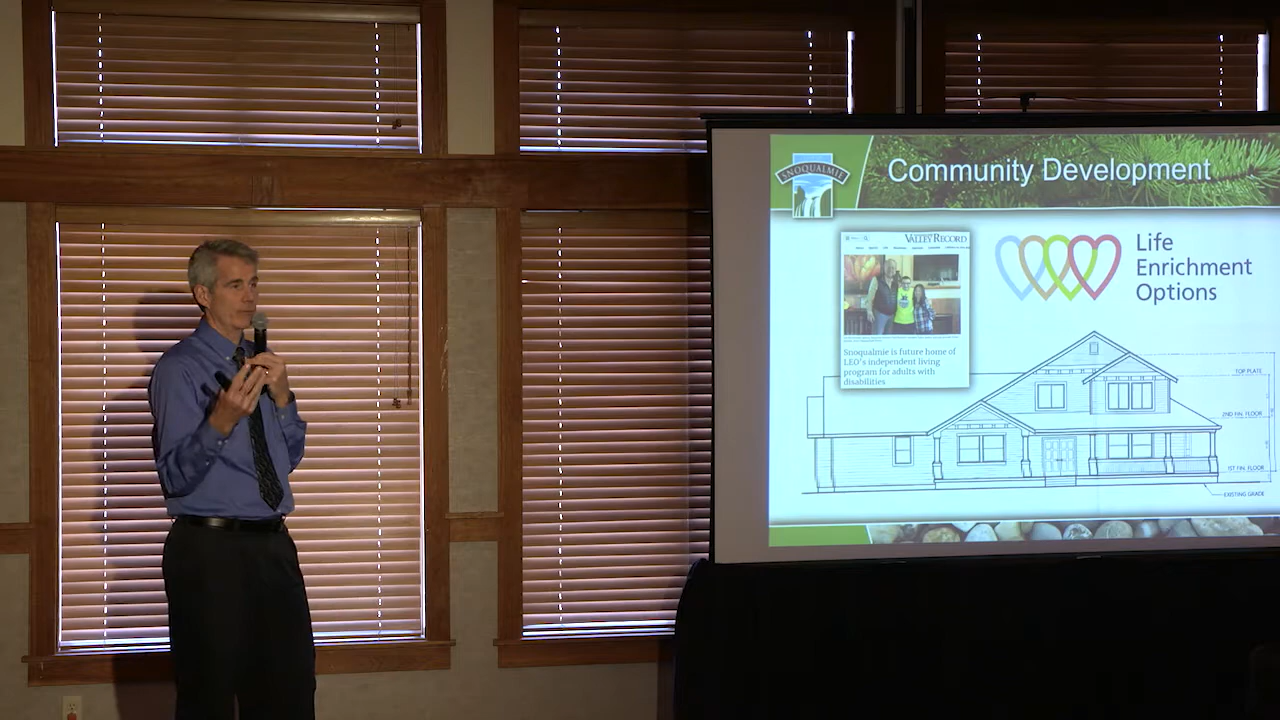 SNOQUALMIE
Community Development
VALLEY RECORD
Snoqualmie is future home of
LEO's independent living
program for adults with
disabilities
Life
Enrichment
Options
TOP PLATE
2ND FIN. FLOOR
1ST FIN. FLOOR
EXISTING GRADE